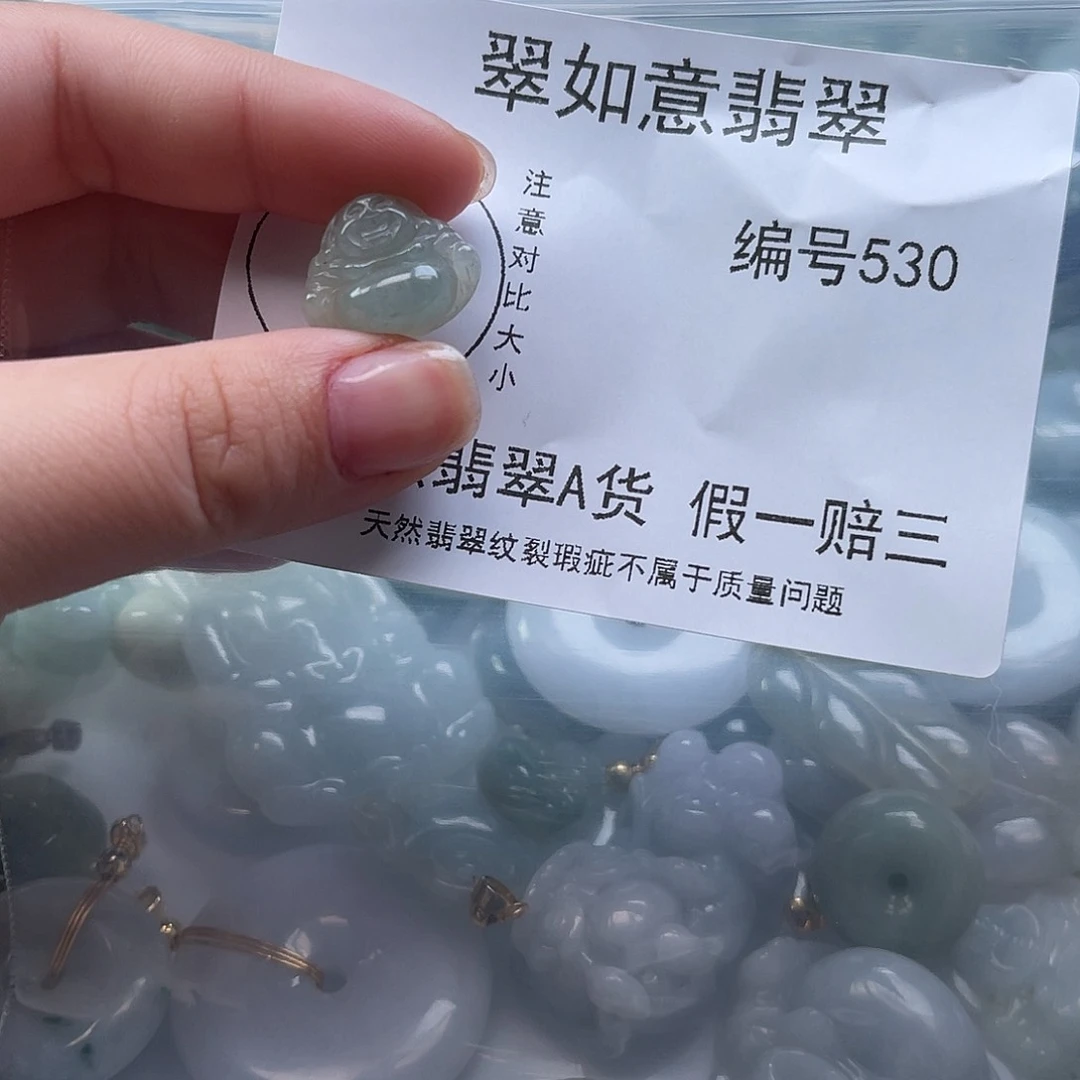 翠如意翡翠
注意对比大小
编号530
翡翠A货 假一赔三
天然翡翠纹裂瑕疵不属于质量问题